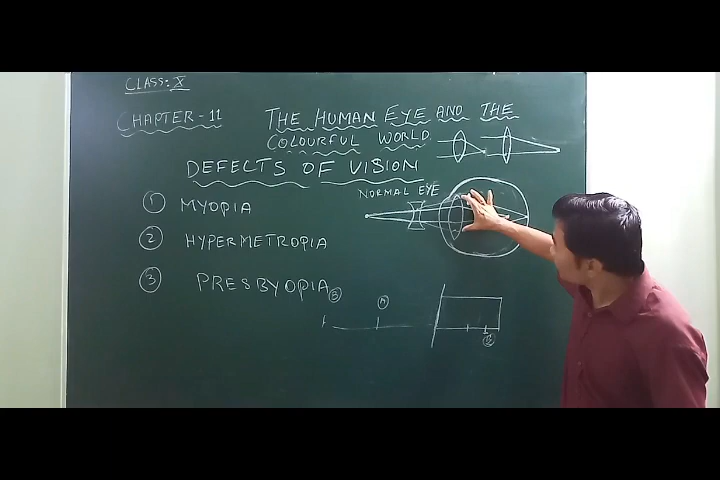 CLASS: X
CHAPTER - 11
THE HUMAN EYE AND THE
COLOURFUL WORLD.
DEFECTS OF VISION
NORMAL EYE
1 MYOPIA
2 HYPERMETROPIA
3 PRESBYOPIA